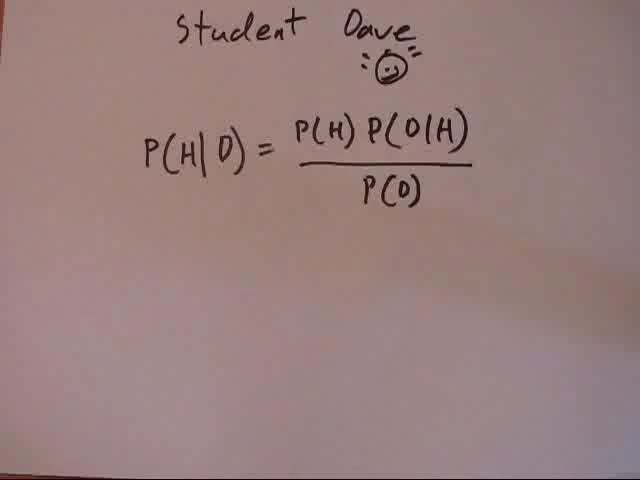 Student Dave
P(H|D) = P(H) P(D|H)
P(D)